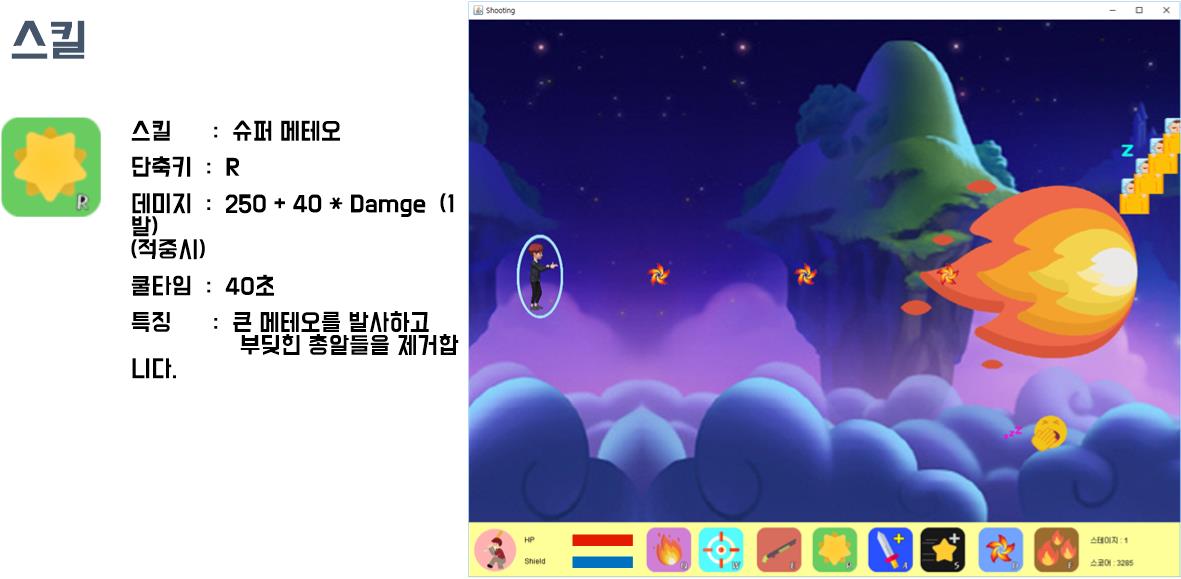 스킬
R
스킬 : 슈퍼 메테오
단축키 : R
데미지 : 250 + 40 * Damge (1
발)
(적중시)
쿨타임 : 40초
특징 : 큰 메테오를 발사하고
부딪힌 총알들을 제거합
니다.
Shooting
Z
zzZ
HP
Shield
Q W E R A S D F
스테이지 : 1
스코어 : 3285